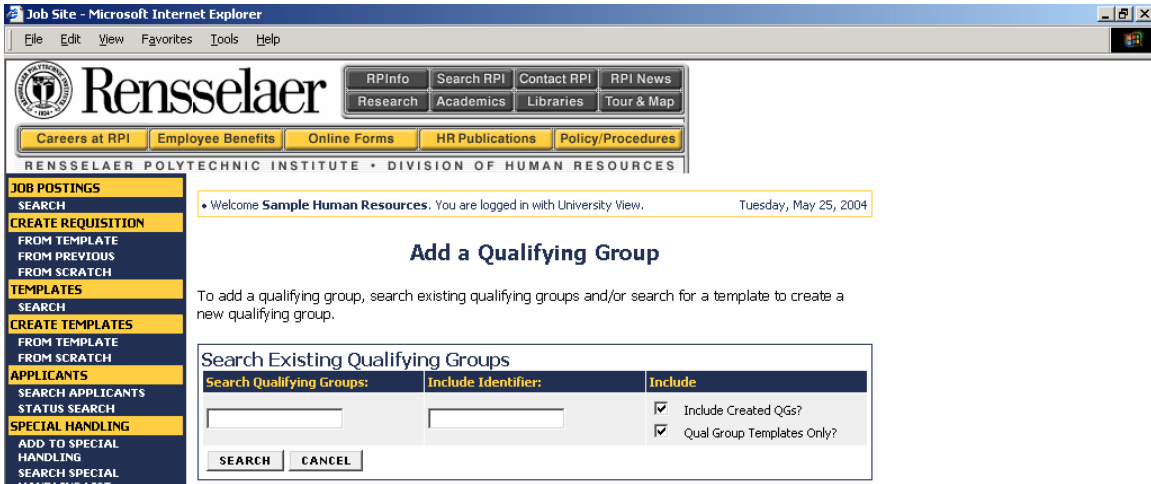 Job Site - Microsoft Internet Explorer
File Edit View Favorites Tools Help
Rensselaer
RPInfo Search RPI Contact RPI RPI News
Research Academics Libraries Tour & Map
Careers at RPI Employee Benefits Online Forms HR Publications Policy/Procedures
RENSSELAER POLYTECHNIC INSTITUTE • DIVISION OF HUMAN RESOURCES
JOB POSTINGS
SEARCH
CREATE REQUISITION
FROM TEMPLATE
FROM PREVIOUS
FROM SCRATCH
TEMPLATES
SEARCH
CREATE TEMPLATES
FROM TEMPLATE
FROM SCRATCH
APPLICANTS
SEARCH APPLICANTS
STATUS SEARCH
SPECIAL HANDLING
ADD TO SPECIAL
HANDLING
SEARCH SPECIAL
• Welcome Sample Human Resources. You are logged in with University View. Tuesday, May 25, 2004
Add a Qualifying Group
To add a qualifying group, search existing qualifying groups and/or search for a template to create a
new qualifying group.
Search Existing Qualifying Groups
Search Qualifying Groups: Include Identifier: Include
Include Created QGs?
Qual Group Templates Only?
SEARCH CANCEL